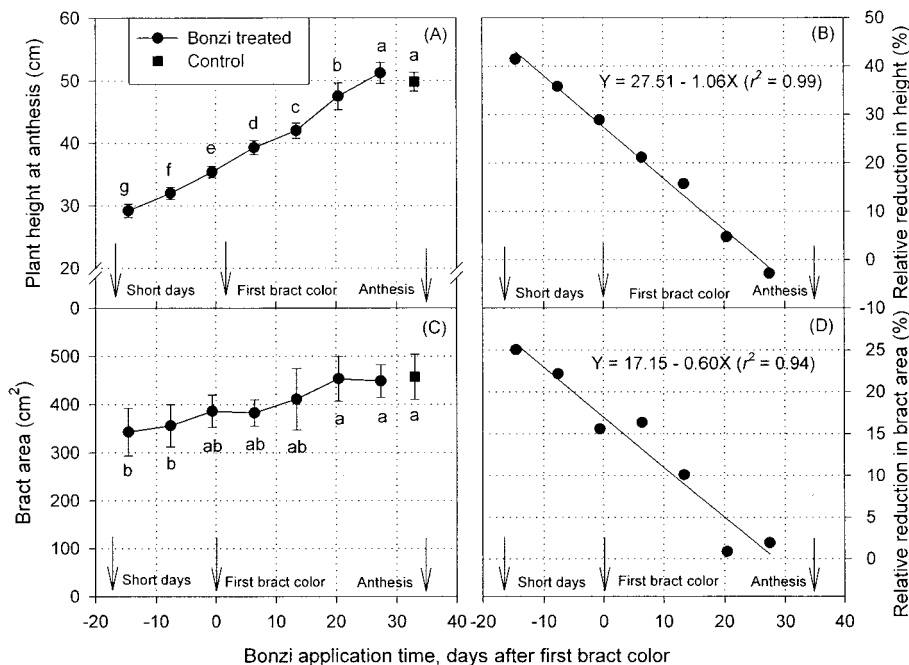 Bonzi treated
Control
(A)
Plant height at anthesis (cm)
60
50
40
30
20
0
g
f
e
d
c
b
a
a
Short days
First bract color
Anthesis
(B)
Y = 27.51 - 1.06X (r² = 0.99)
Relative reduction in height (%)
50
40
30
20
10
0
-10
Short days
First bract color
Anthesis
(C)
Bract area (cm²)
500
400
300
200
100
0
b
b
ab
ab
ab
a
a
a
Short days
First bract color
Anthesis
-20 -10 0 10 20 30 40
(D)
Y = 17.15 - 0.60X (r² = 0.94)
Relative reduction in bract area (%)
25
20
15
10
5
0
Short days
First bract color
Anthesis
-20 -10 0 10 20 30 40
Bonzi application time, days after first bract color